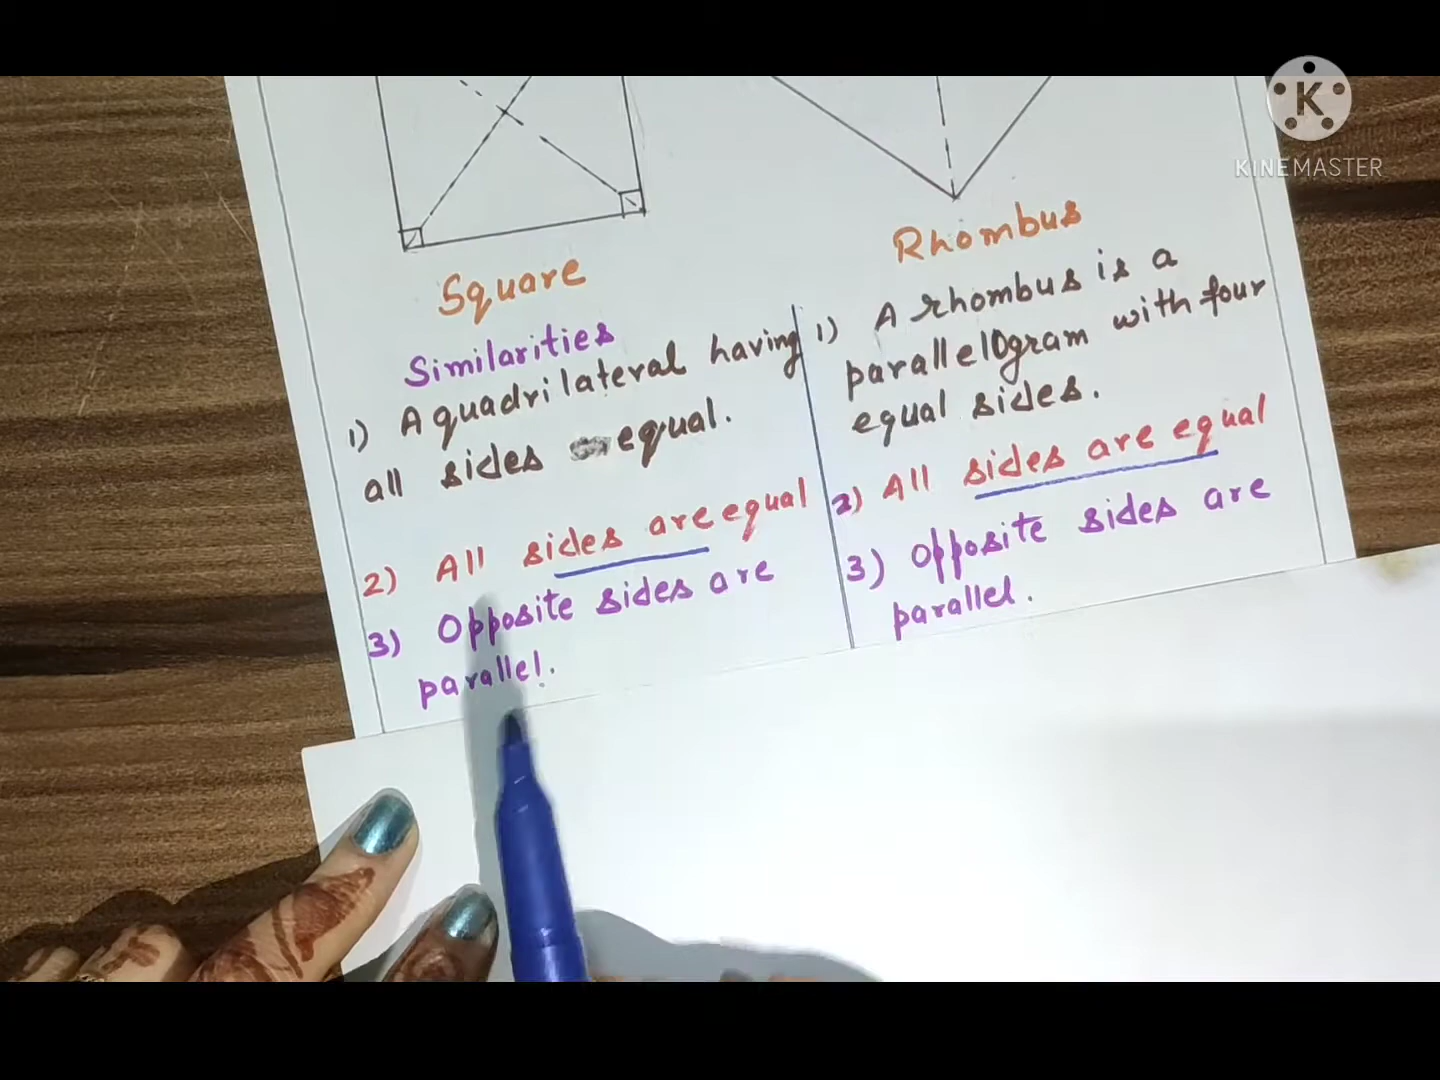 KINEMASTER
Square
Similarities
1) A quadrilateral having
all sides equal.
2) All sides are equal
3) Opposite sides are
parallel.
Rhombus
1) A rhombus is a
parallelogram with four
equal sides.
2) All sides are equal
3) Opposite sides are
parallel.